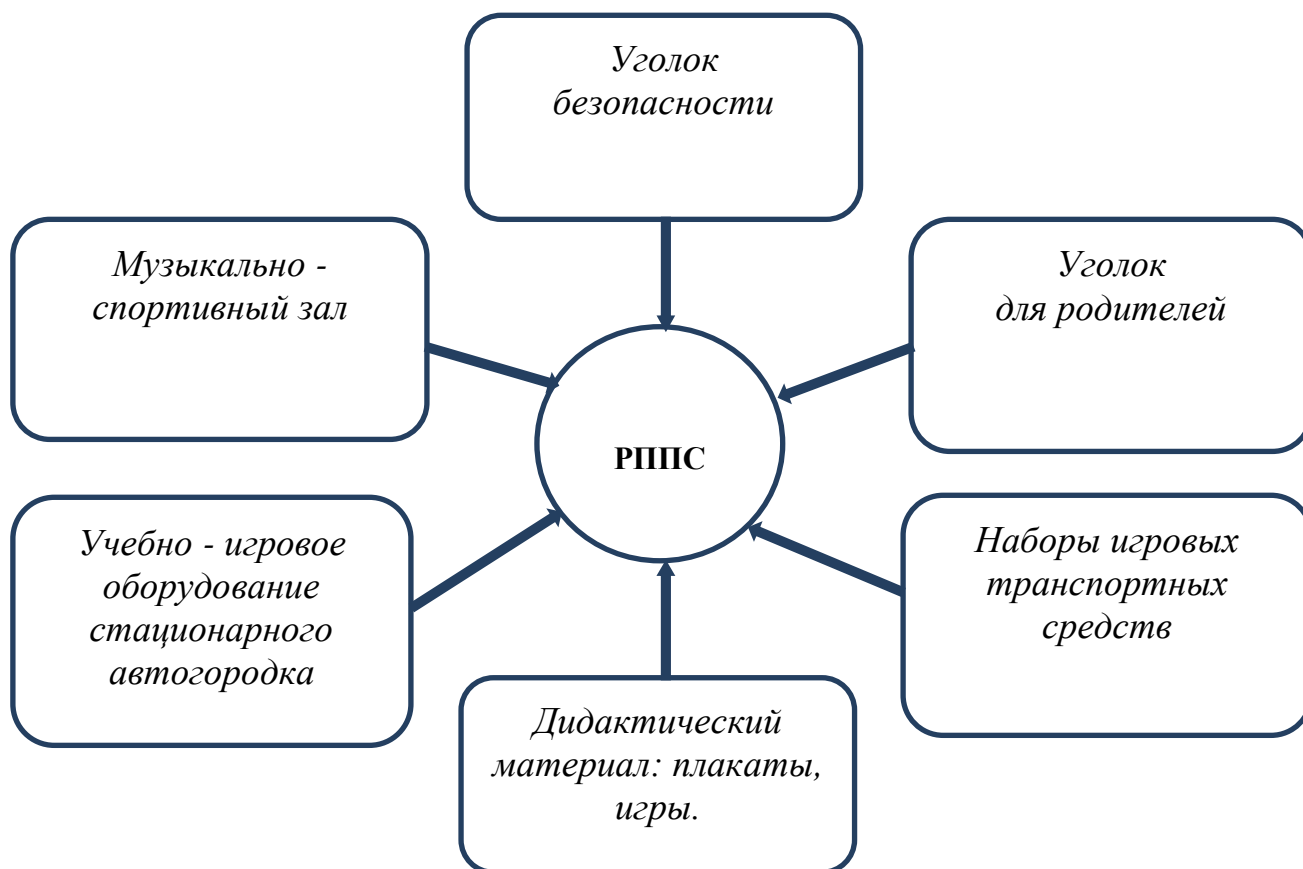 Уголок
безопасности
Музыкально -
спортивный зал
Уголок
для родителей
РППС
Учебно - игровое
оборудование
стационарного
автогородка
Наборы игровых
транспортных
средств
Дидактический
материал: плакаты,
игры.